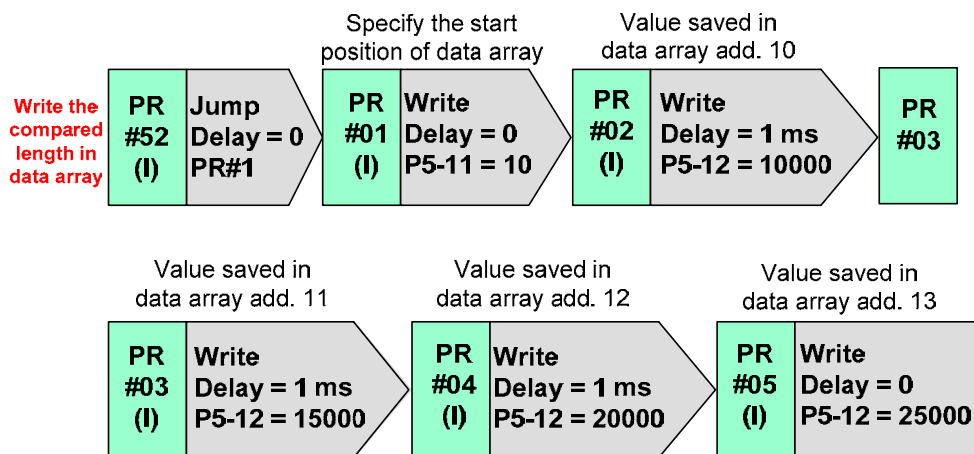 Specify the start
position of data array
Value saved in
data array add. 10
Write the
compared
length in
data array
PR
#52
(I)
Jump
Delay = 0
PR#1
PR
#01
(I)
Write
Delay = 0
P5-11 = 10
PR
#02
(I)
Write
Delay = 1 ms
P5-12 = 10000
PR
#03
Value saved in
data array add. 11
Value saved in
data array add. 12
Value saved in
data array add. 13
PR
#03
(I)
Write
Delay = 1 ms
P5-12 = 15000
PR
#04
(I)
Write
Delay = 1 ms
P5-12 = 20000
PR
#05
(I)
Write
Delay = 0
P5-12 = 25000